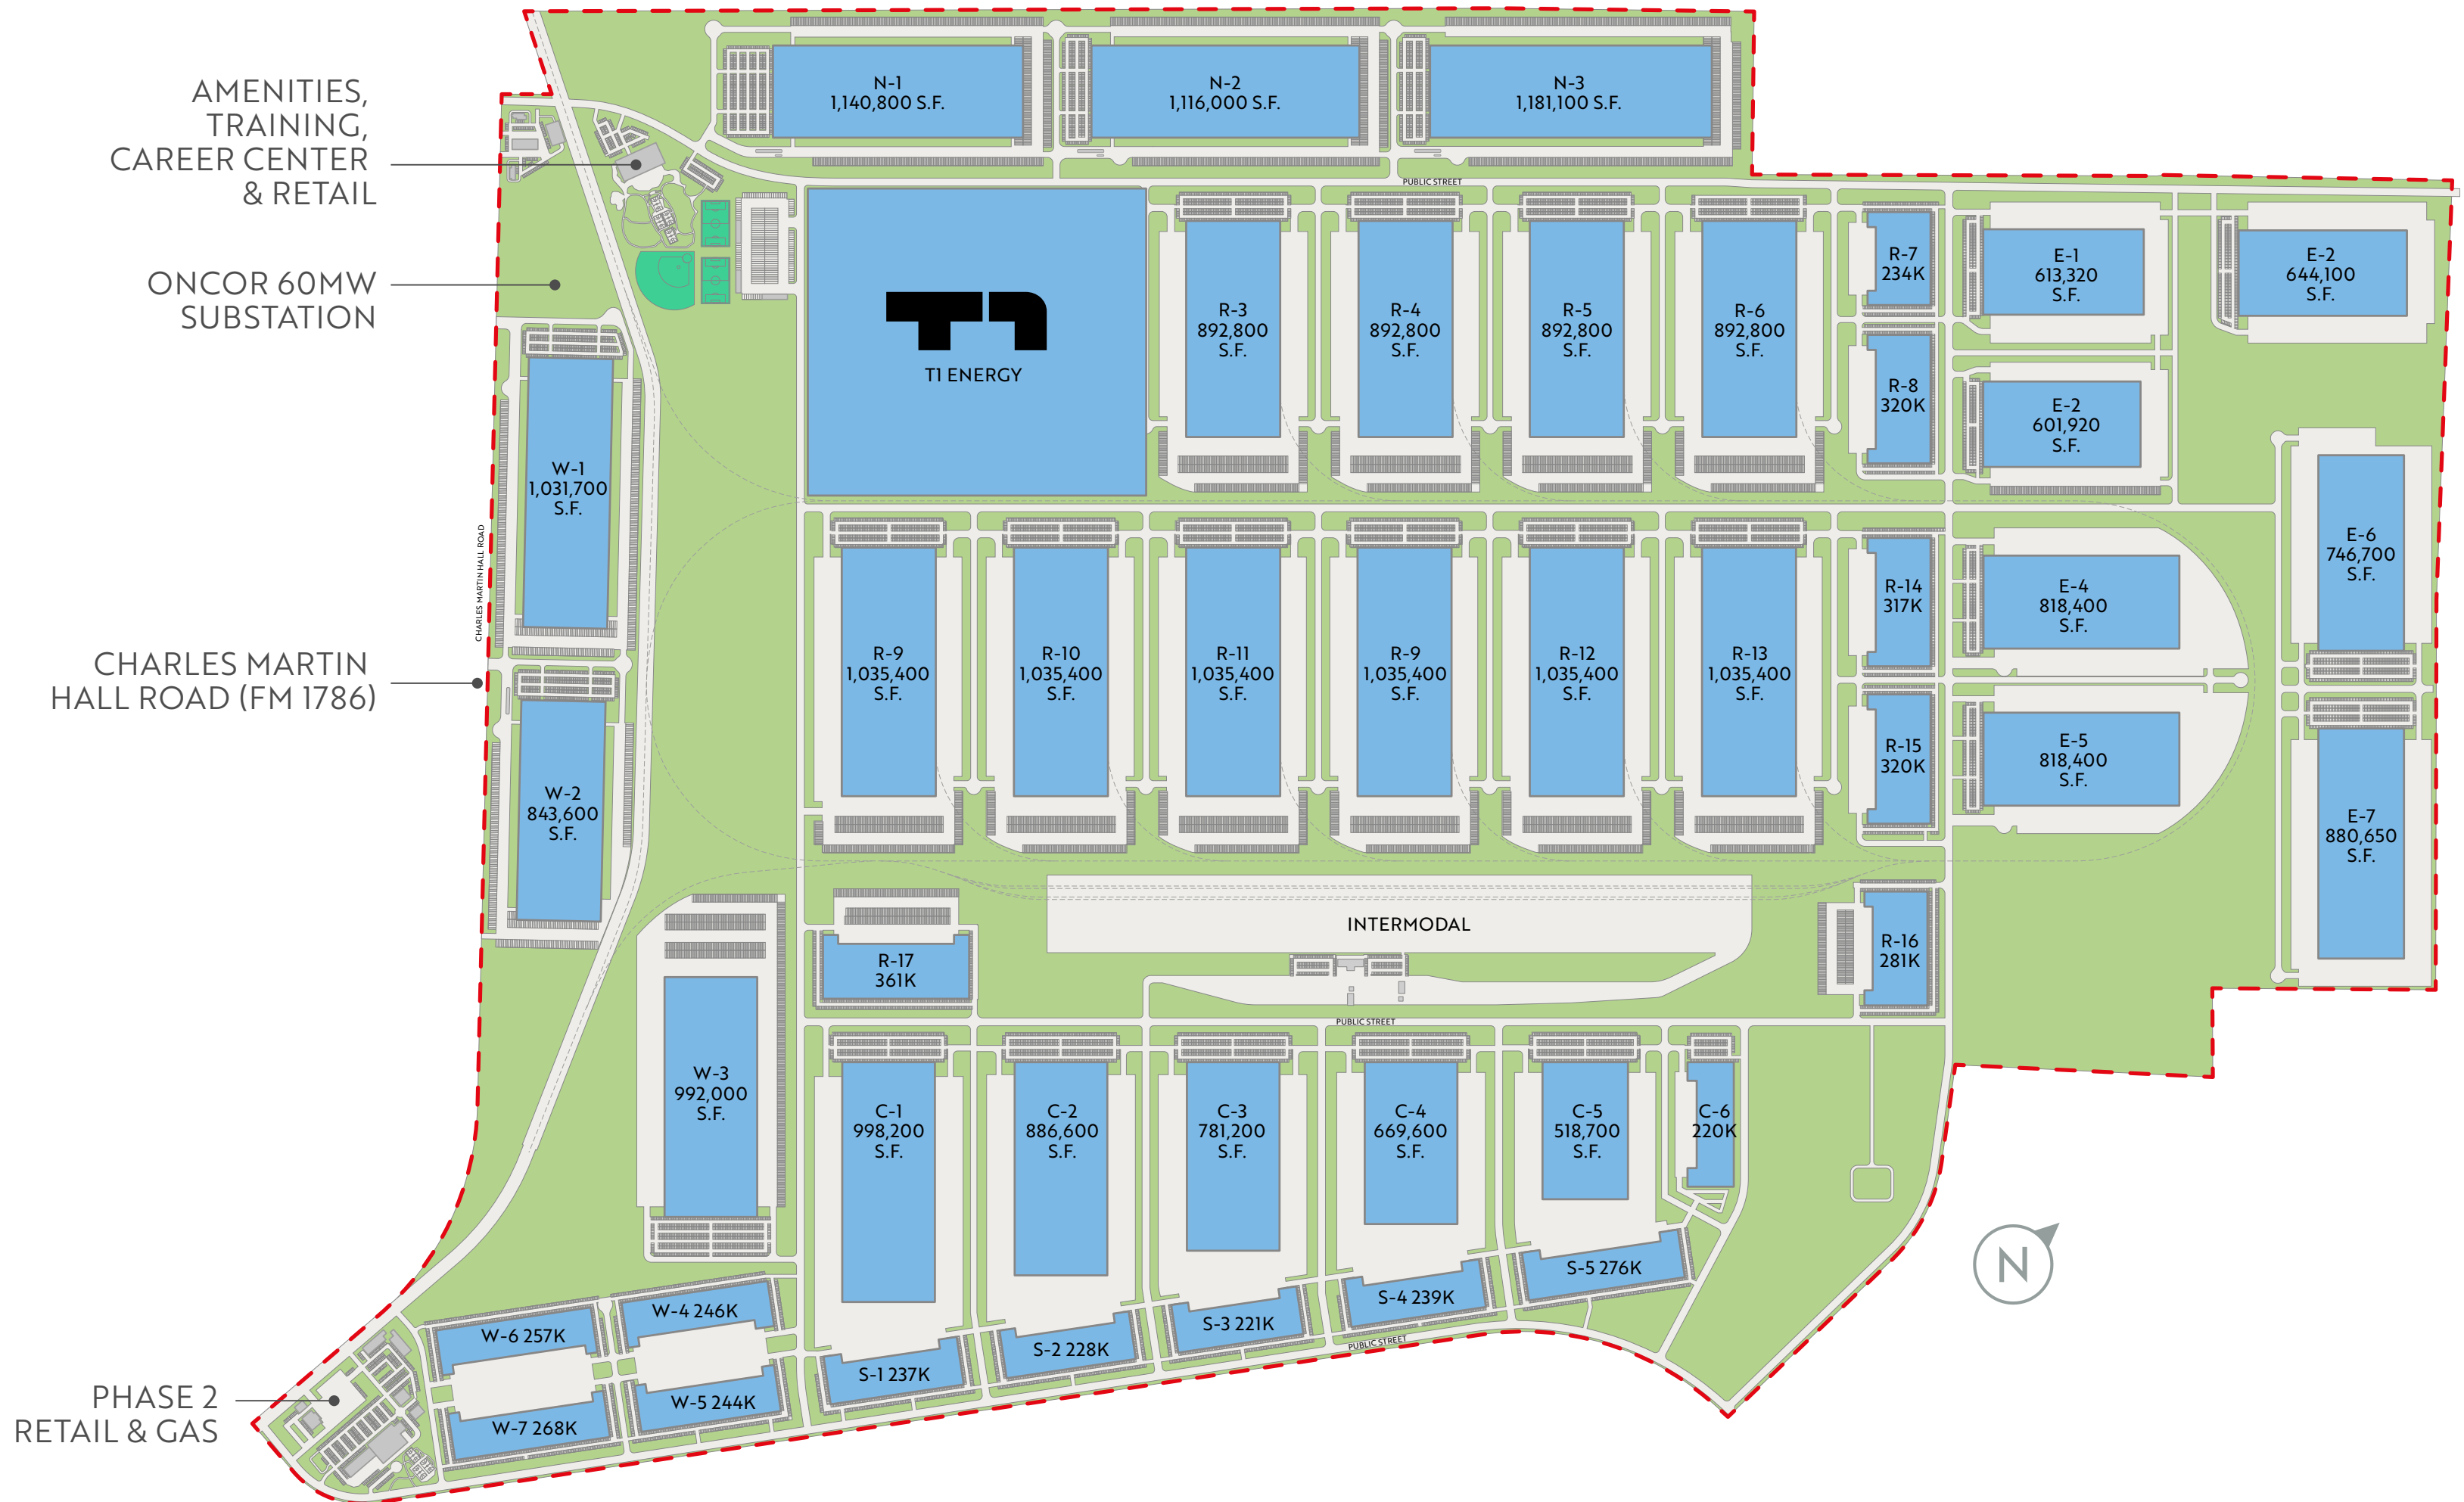 AMENITIES,
TRAINING,
CAREER CENTER
& RETAIL
ONCOR 60MW
SUBSTATION
CHARLES MARTIN
HALL ROAD (FM 1786)
PHASE 2
RETAIL & GAS
CHARLES MARTIN HALL ROAD
N-1
1,140,800 S.F.
N-2
1,116,000 S.F.
N-3
1,181,100 S.F.
PUBLIC STREET
T1
T1 ENERGY
R-3
892,800
S.F.
R-4
892,800
S.F.
R-5
892,800
S.F.
R-6
892,800
S.F.
R-7
234K
R-8
320K
E-1
613,320
S.F.
E-2
644,100
S.F.
E-2
601,920
S.F.
W-1
1,031,700
S.F.
W-2
843,600
S.F.
R-9
1,035,400
S.F.
R-10
1,035,400
S.F.
R-11
1,035,400
S.F.
R-9
1,035,400
S.F.
R-12
1,035,400
S.F.
R-13
1,035,400
S.F.
R-14
317K
R-15
320K
E-4
818,400
S.F.
E-5
818,400
S.F.
E-6
746,700
S.F.
E-7
880,650
S.F.
INTERMODAL
R-17
361K
R-16
281K
PUBLIC STREET
W-3
992,000
S.F.
C-1
998,200
S.F.
C-2
886,600
S.F.
C-3
781,200
S.F.
C-4
669,600
S.F.
C-5
518,700
S.F.
C-6
220K
W-6 257K
W-4 246K
W-7 268K
W-5 244K
S-1 237K
S-2 228K
S-3 221K
S-4 239K
S-5 276K
PUBLIC STREET
N